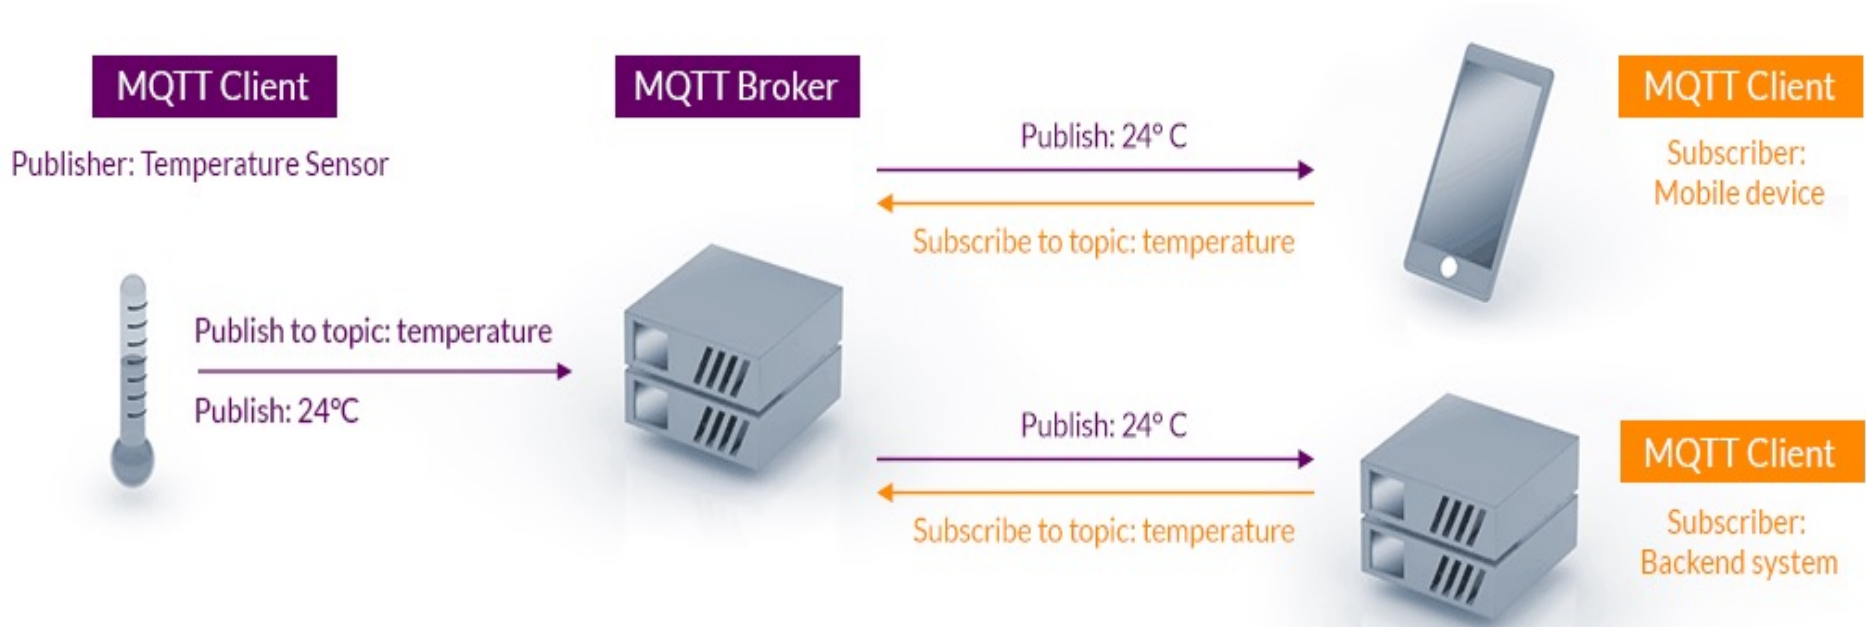 MQTT Client
Publisher: Temperature Sensor
Publish to topic: temperature
Publish: 24°C
MQTT Broker
Publish: 24° C
Subscribe to topic: temperature
MQTT Client
Subscriber:
Mobile device
Publish: 24° C
Subscribe to topic: temperature
MQTT Client
Subscriber:
Backend system